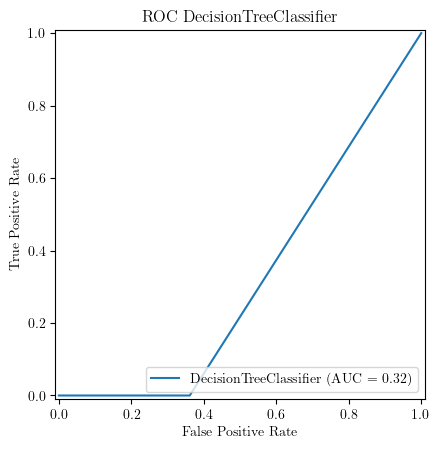 ROC DecisionTreeClassifier
1.0
0.8
0.6
0.4
0.2
0.0
True Positive Rate
DecisionTreeClassifier (AUC = 0.32)
0.0 0.2 0.4 0.6 0.8 1.0
False Positive Rate